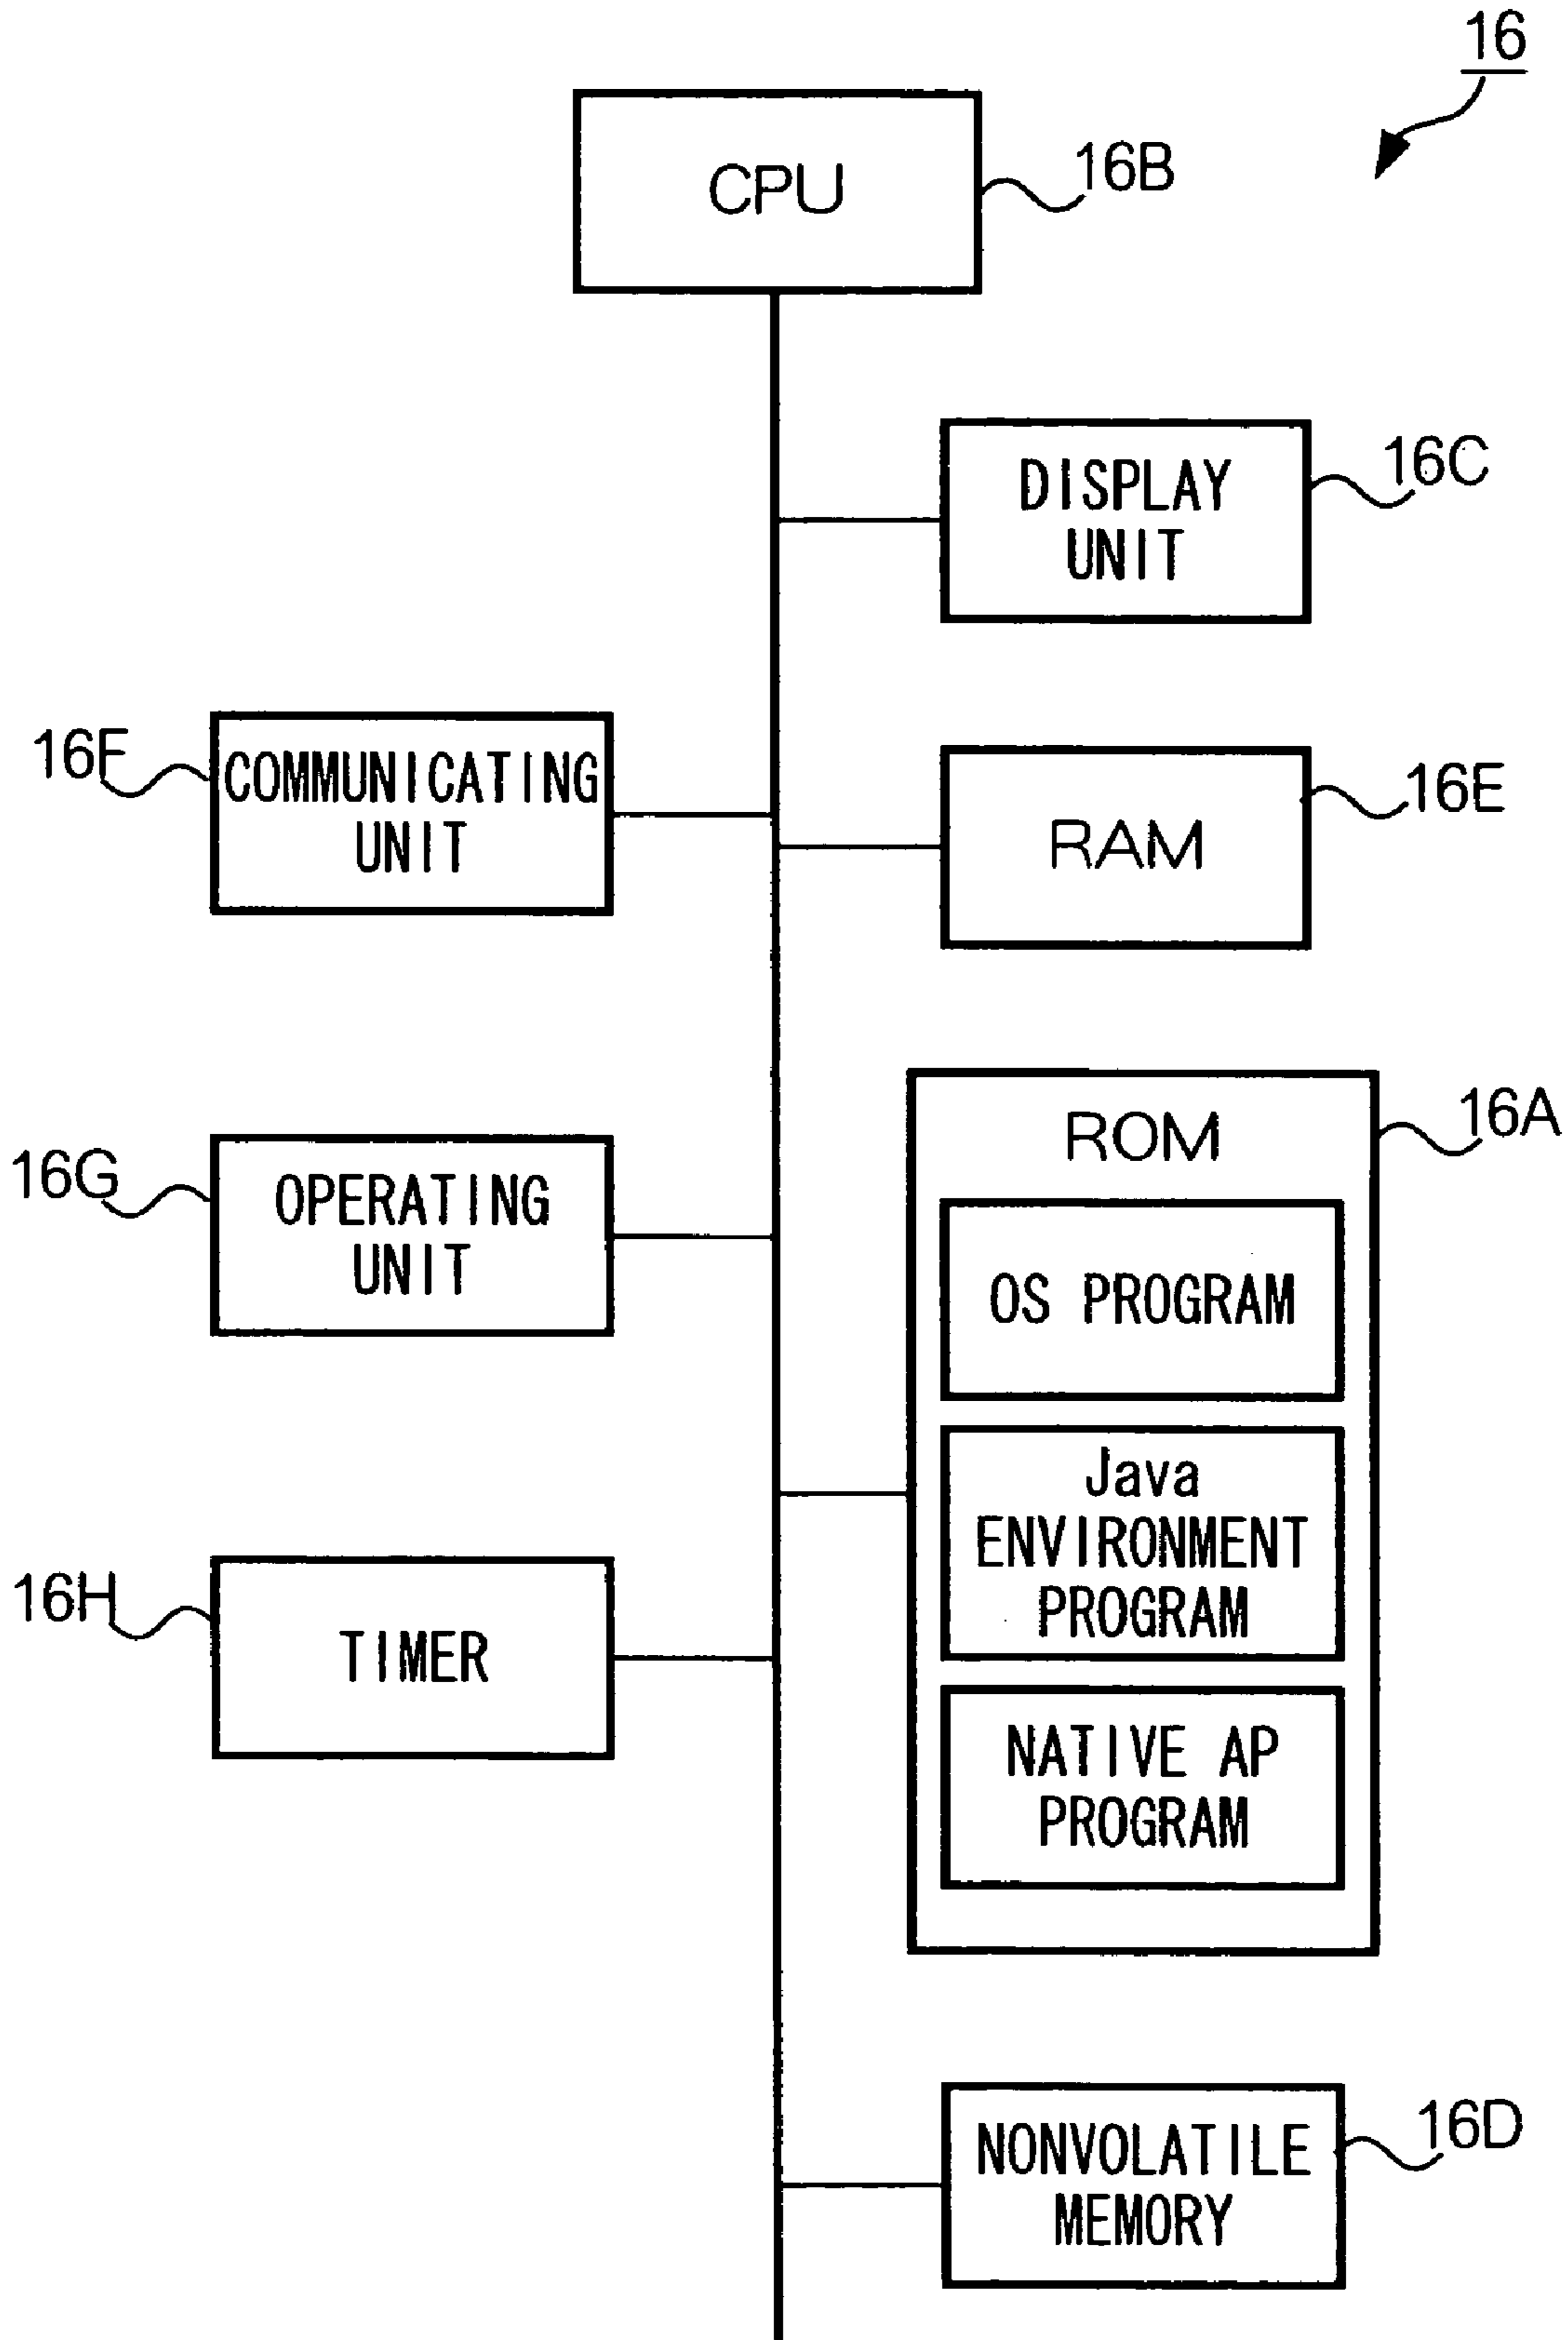 16
CPU
16B
DISPLAY
UNIT
16C
16F
COMMUNICATING
UNIT
RAM
16E
ROM
16A
16G
OPERATING
UNIT
OS PROGRAM
Java
ENVIRONMENT
PROGRAM
16H
TIMER
NATIVE AP
PROGRAM
NONVOLATILE
MEMORY
16D